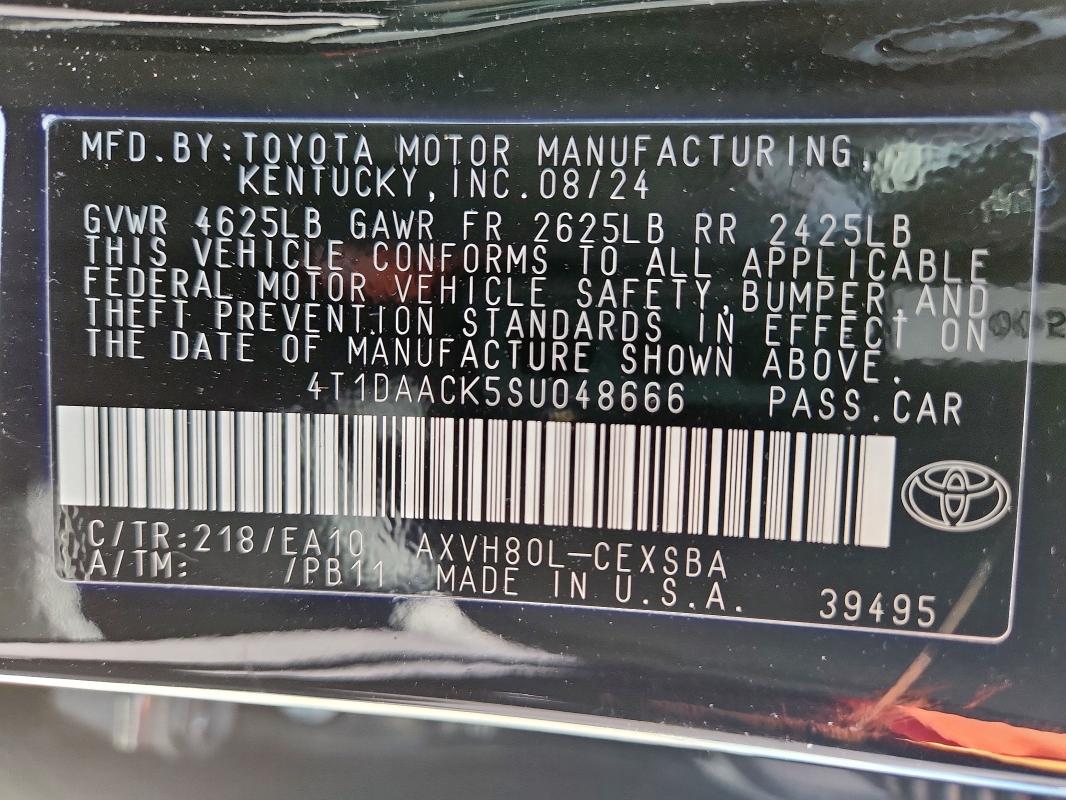 MFD.BY:TOYOTA MOTOR MANUFACTURING,
KENTUCKY,INC.08/24
GVWR 4625LB GAWR FR 2625LB RR 2425LB
THIS VEHICLE CONFORMS TO ALL APPLICABLE
FEDERAL MOTOR VEHICLE SAFETY,BUMPER,AND
THEFT PREVENTION STANDARDS IN EFFECT ON
THE DATE OF MANUFACTURE SHOWN ABOVE.
4T1DAACK5SU048666 PASS.CAR
C/TR:218/EA10 AXVH80L-CEXSBA
A/TM: /PB11 MADE IN U.S.A. 39495